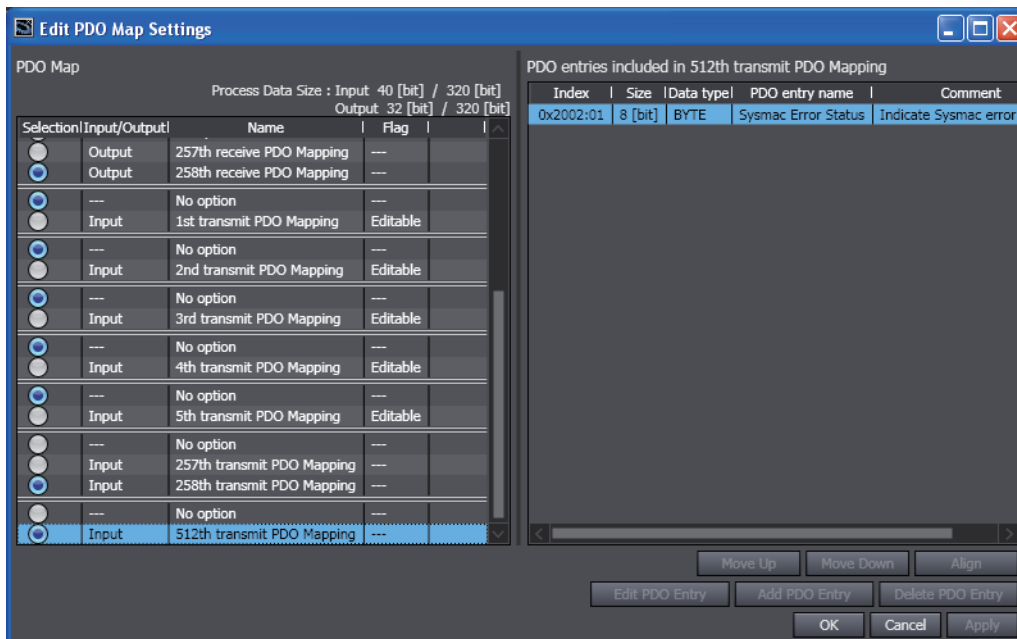 Edit PDO Map Settings
PDO Map
Process Data Size : Input 40 [bit] / 320 [bit]
Output 32 [bit] / 320 [bit]
Selection Input/Output Name Flag
Output 257th receive PDO Mapping ---
Output 258th receive PDO Mapping ---
--- No option ---
Input 1st transmit PDO Mapping Editable
--- No option ---
Input 2nd transmit PDO Mapping Editable
--- No option ---
Input 3rd transmit PDO Mapping Editable
--- No option ---
Input 4th transmit PDO Mapping Editable
--- No option ---
Input 5th transmit PDO Mapping Editable
--- No option ---
Input 257th transmit PDO Mapping ---
Input 258th transmit PDO Mapping ---
--- No option ---
Input 512th transmit PDO Mapping ---
PDO entries included in 512th transmit PDO Mapping
Index Size Data type PDO entry name Comment
0x2002:01 8 [bit] BYTE Sysmac Error Status Indicate Sysmac error
Move Up Move Down Align
Edit PDO Entry Add PDO Entry Delete PDO Entry
OK Cancel Apply